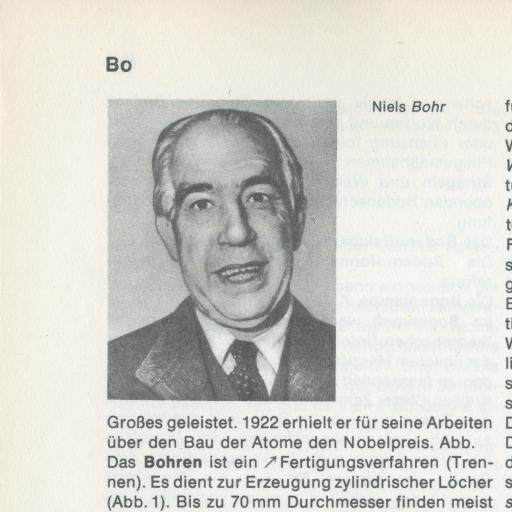 Bo
Niels Bohr
Großes geleistet. 1922 erhielt er für seine Arbeiten
über den Bau der Atome den Nobelpreis. Abb.
Das Bohren ist ein ↗Fertigungsverfahren (Tren-
nen). Es dient zur Erzeugung zylindrischer Löcher
(Abb. 1). Bis zu 70 mm Durchmesser finden meist